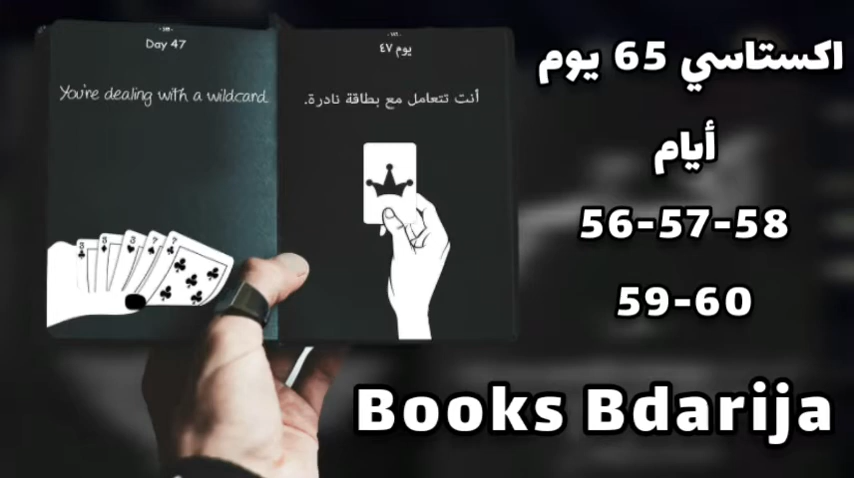 Day 47
You're dealing with a wildcard.
يوم ٤٧
أنت تتعامل مع بطاقة نادرة.
اكستاسي 65 يوم
أيام
56-57-58
59-60
Books Bdarija